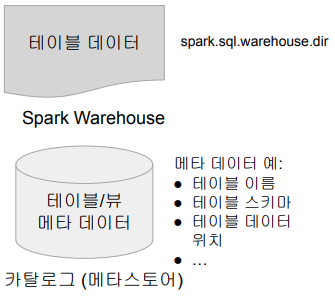 테이블 데이터
spark.sql.warehouse.dir
Spark Warehouse
테이블/뷰
메타 데이터
메타 데이터 예:
● 테이블 이름
● 테이블 스키마
● 테이블 데이터
위치
● ...
카탈로그 (메타스토어)